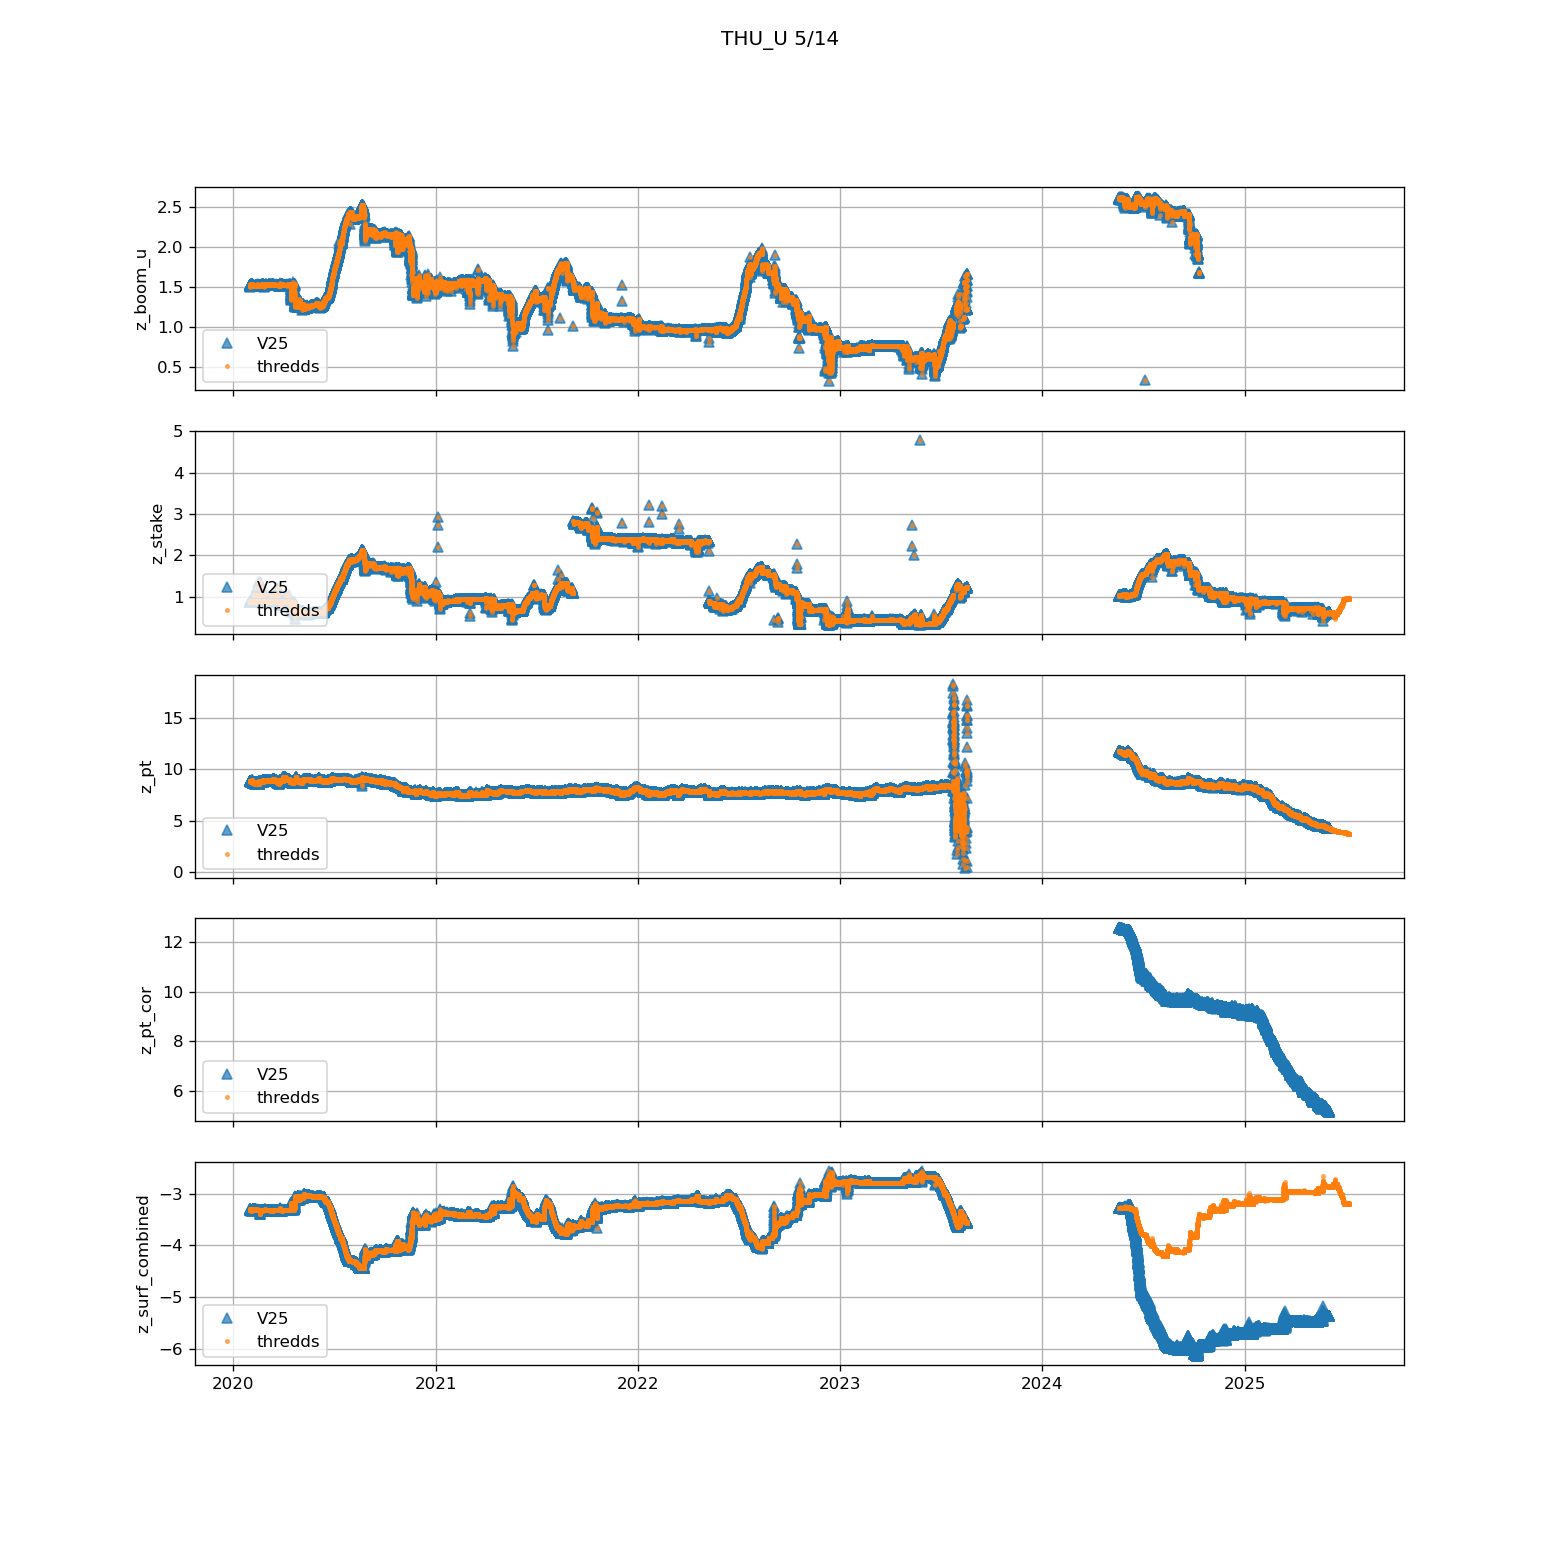 THU_U 5/14
z_boom_u
2.5
2.0
1.5
1.0
0.5
V25
thredds
z_stake
5
4
3
2
1
V25
thredds
z_pt
15
10
5
0
V25
thredds
z_pt_cor
12
10
8
6
V25
thredds
z_surf_combined
−3
−4
−5
−6
V25
thredds
2020 2021 2022 2023 2024 2025